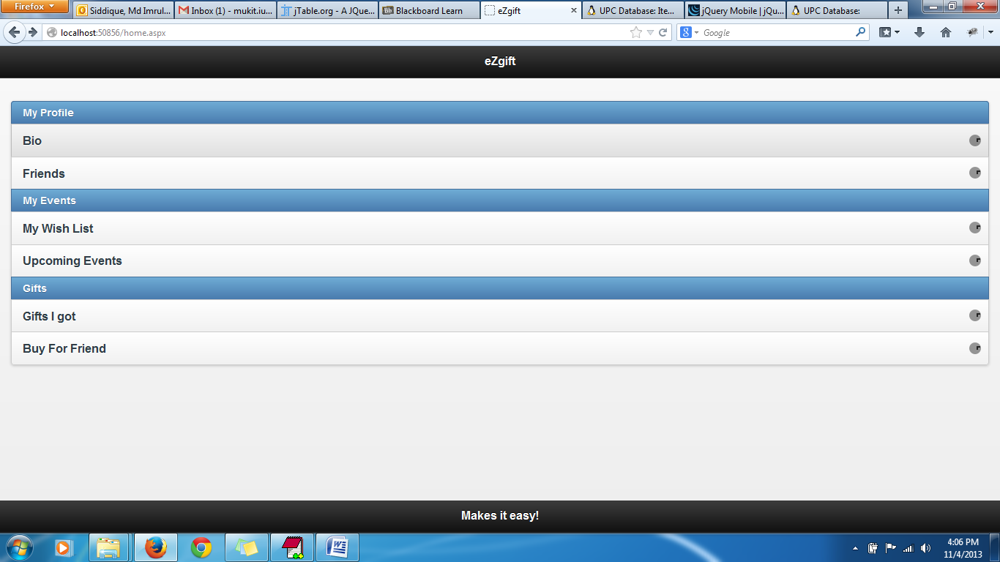 Firefox
Siddique, Md Imrul...
Inbox (1) - mukit.iu...
jTable.org - A JQue...
Bb Blackboard Learn
eZgift
UPC Database: Ite...
jQuery Mobile | jQu...
UPC Database:
localhost:50856/home.aspx
Google
eZgift
My Profile
Bio
Friends
My Events
My Wish List
Upcoming Events
Gifts
Gifts I got
Buy For Friend
Makes it easy!
4:06 PM
11/4/2013